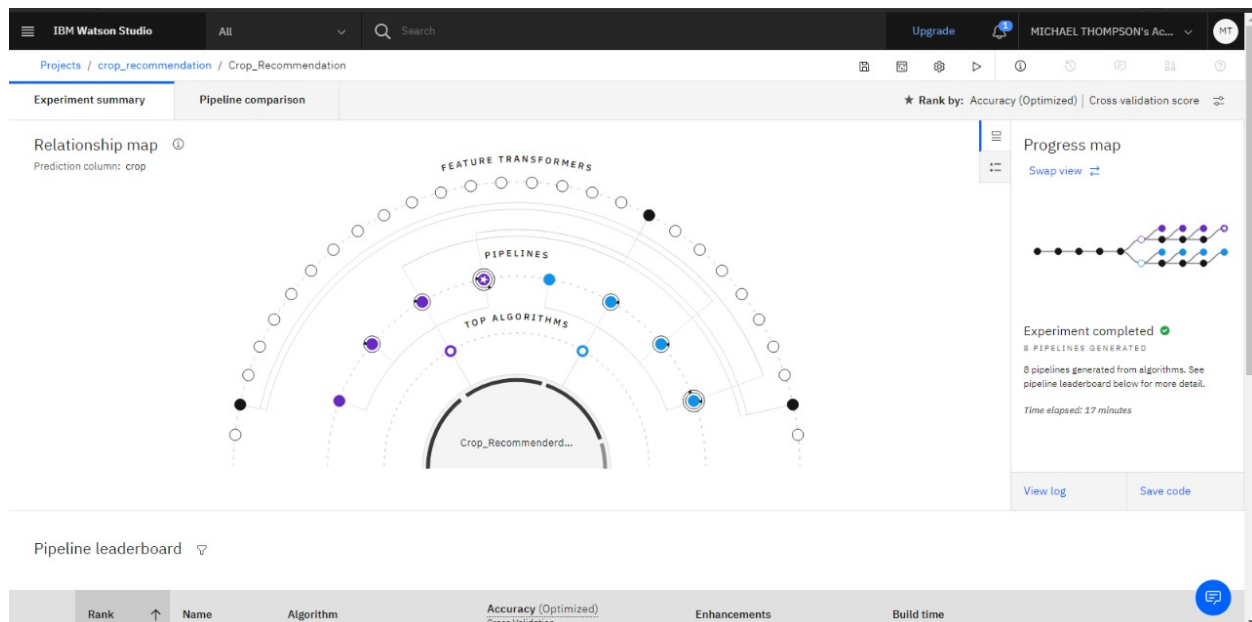 IBM Watson Studio
All
Search
Upgrade
1
MICHAEL THOMPSON's Ac...
MT
Projects / crop_recommendation / Crop_Recommendation
Experiment summary
Pipeline comparison
★ Rank by: Accuracy (Optimized) | Cross validation score
Relationship map
Prediction column: crop
FEATURE TRANSFORMERS
PIPELINES
TOP ALGORITHMS
Crop_Recommenderd...
Progress map
Swap view
Experiment completed
8 PIPELINES GENERATED
8 pipelines generated from algorithms. See
pipeline leaderboard below for more detail.
Time elapsed: 17 minutes
View log
Save code
Pipeline leaderboard
Rank
Name
Algorithm
Accuracy (Optimized)
Cross Validation
Enhancements
Build time